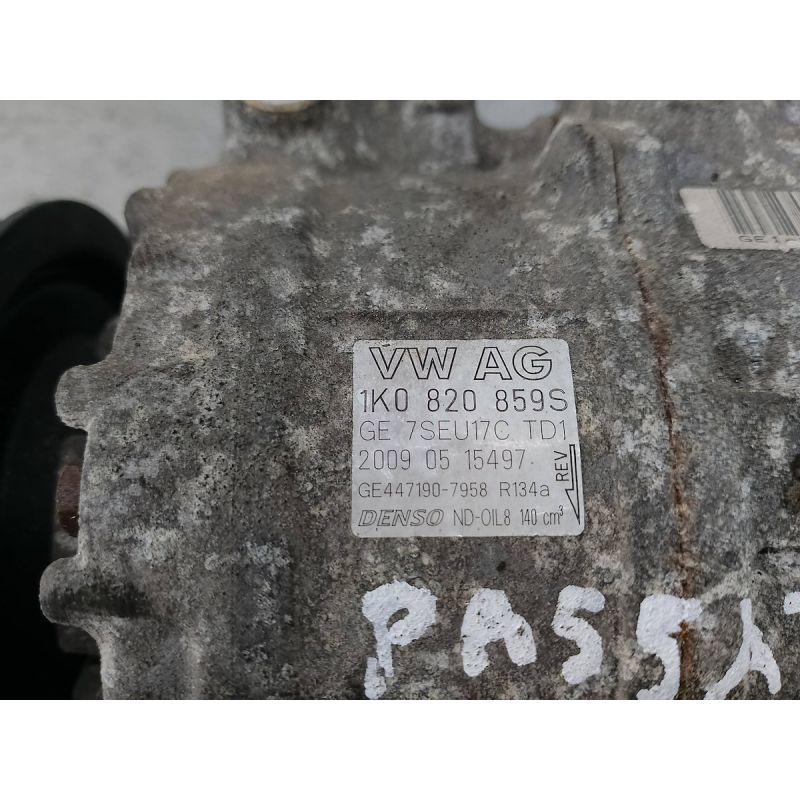 VW AG
1K0 820 859S
GE 7SEU17C TD1
2009 05 15497
REV
GE447190-7958 R134a
DENSO ND-OIL8 140 cm³
PASSA